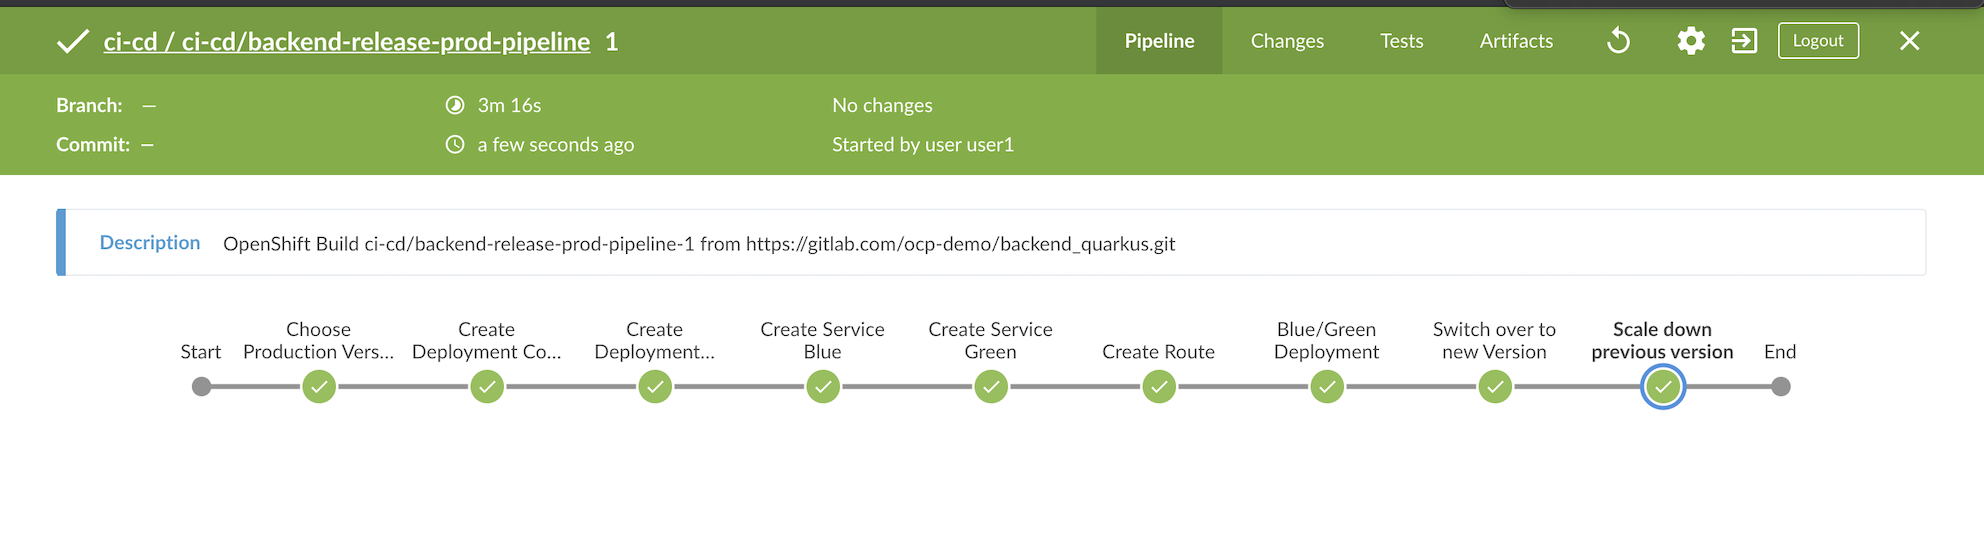 ci-cd / ci-cd/backend-release-prod-pipeline 1
Pipeline Changes Tests Artifacts Logout
Branch: — 3m 16s No changes
Commit: — a few seconds ago Started by user user1
Description OpenShift Build ci-cd/backend-release-prod-pipeline-1 from https://gitlab.com/ocp-demo/backend_quarkus.git
Start
Choose
Production Vers...
Create
Deployment Co...
Create
Deployment...
Create Service
Blue
Create Service
Green
Create Route
Blue/Green
Deployment
Switch over to
new Version
Scale down
previous version
End